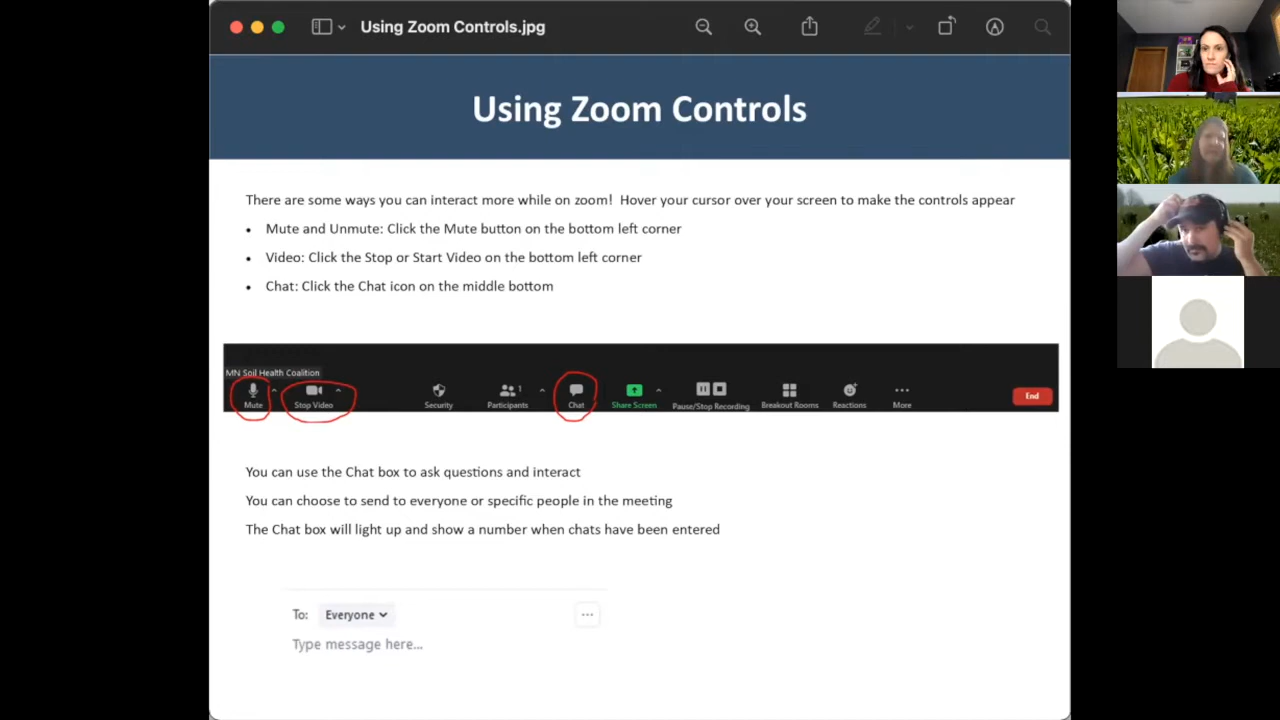 Using Zoom Controls.jpg
Using Zoom Controls
There are some ways you can interact more while on zoom!  Hover your cursor over your screen to make the controls appear
• Mute and Unmute: Click the Mute button on the bottom left corner
• Video: Click the Stop or Start Video on the bottom left corner
• Chat: Click the Chat icon on the middle bottom
MN Soil Health Coalition
1
Mute Stop Video Security Participants Chat Share Screen Pause/Stop Recording Breakout Rooms Reactions More End
You can use the Chat box to ask questions and interact
You can choose to send to everyone or specific people in the meeting
The Chat box will light up and show a number when chats have been entered
To: Everyone
Type message here...